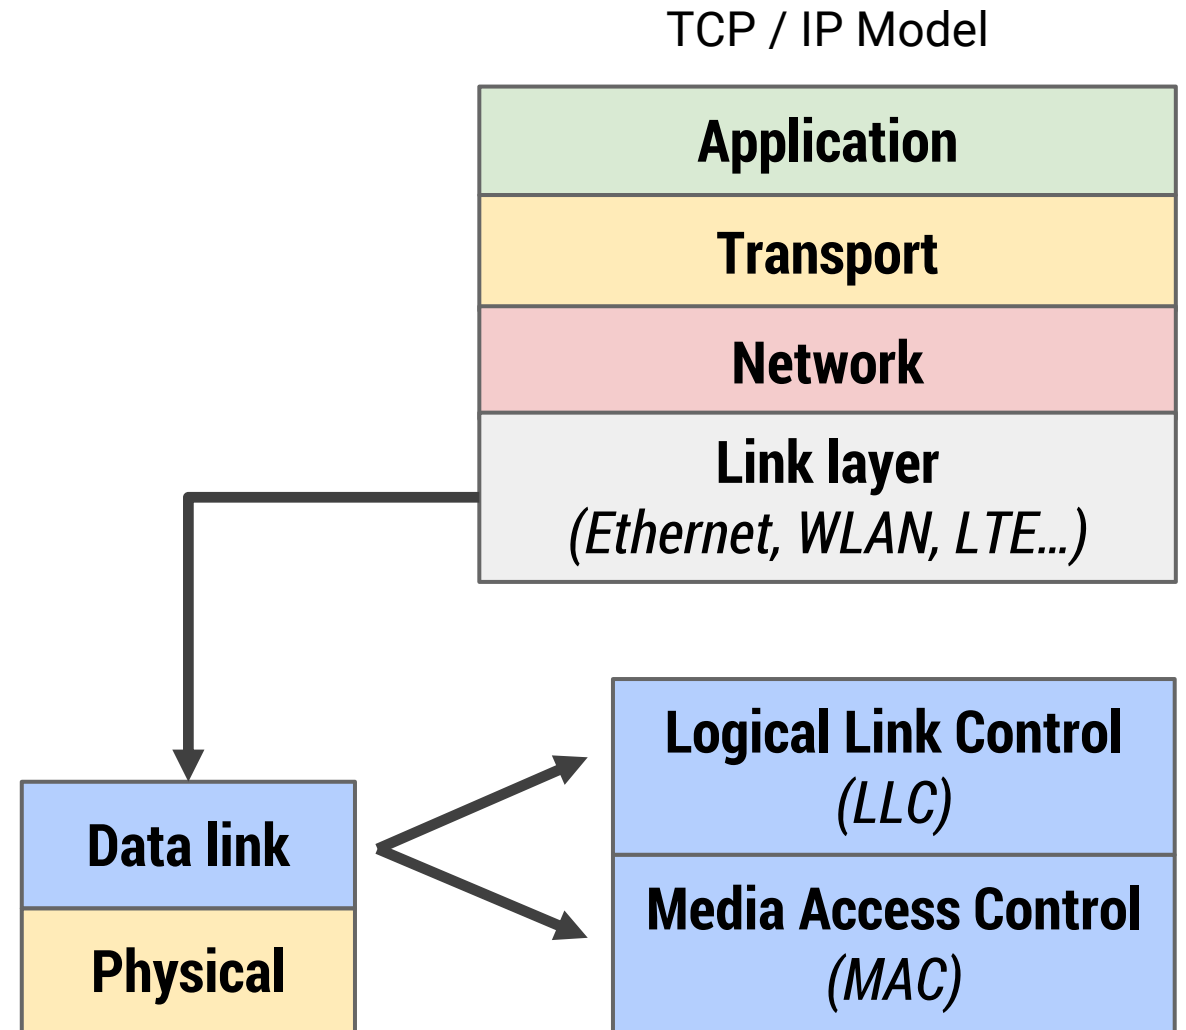 TCP / IP Model
Application
Transport
Network
Link layer
(Ethernet, WLAN, LTE…)
Data link
Physical
Logical Link Control
(LLC)
Media Access Control
(MAC)